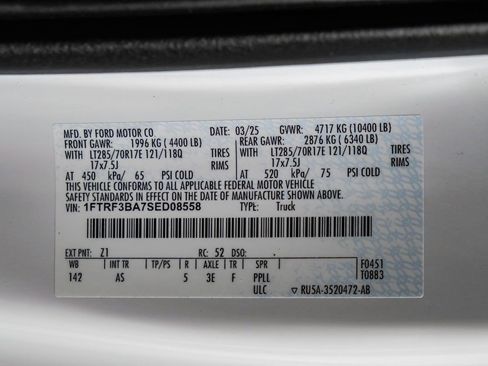 MFD. BY FORD MOTOR CO. 03/25 GVWR: 4717 KG (10400 LB)
FRONT GAWR: 1996 KG (4400 LB) REAR GAWR: 2876 KG (6340 LB)
WITH LT285/70R17E 121/118Q TIRES WITH LT285/70R17E 121/118Q TIRES
17x7.5J RIMS 17x7.5J RIMS
AT 450 kPa/ 65 PSI COLD AT 520 kPa/ 75 PSI COLD
THIS VEHICLE CONFORMS TO ALL APPLICABLE FEDERAL MOTOR VEHICLE
SAFETY STANDARDS IN EFFECT ON THE DATE OF MANUFACTURE SHOWN ABOVE.
VIN: 1FTRF3BA7SED08558 TYPE: Truck
EXT PNT: Z1 RC: 52 DSO:
WB INT TR TP/PS R AXLE TR SPR F0451
142 AS 5 3E F PPLL T0883
ULC RU5A-3520472-AB